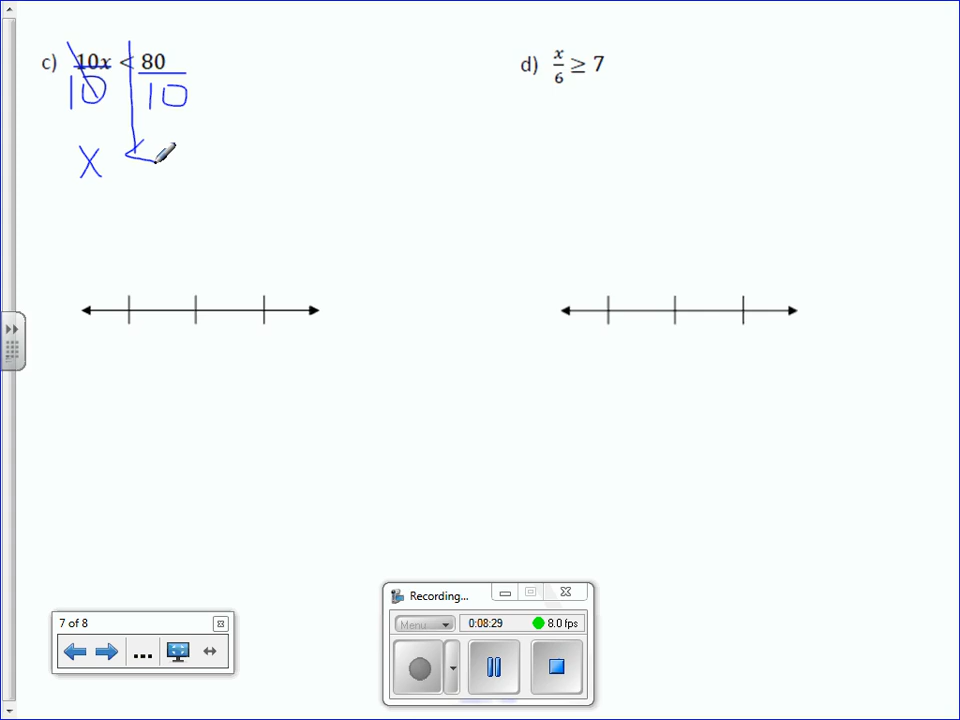 c) 10x < 80
10 10
x <
d) x/6 ≥ 7
7 of 8
...
Recording...
Menu 0:08:29 8.0 fps